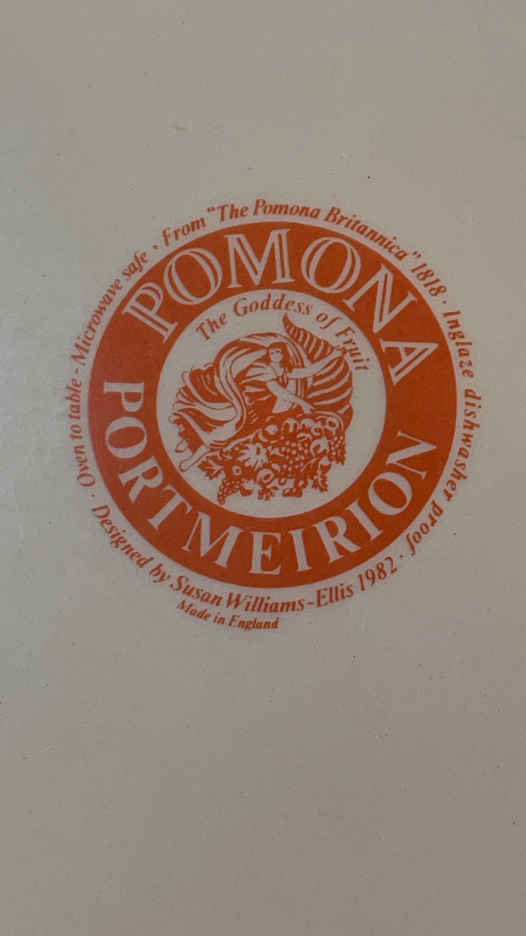 POMONA
The Goddess of Fruit
PORTMEIRION
From "The Pomona Britannica" 1818 · Inglaze dishwasher proof ·
Designed by Susan Williams-Ellis 1982 ·
Oven to table - Microwave safe ·
Made in England